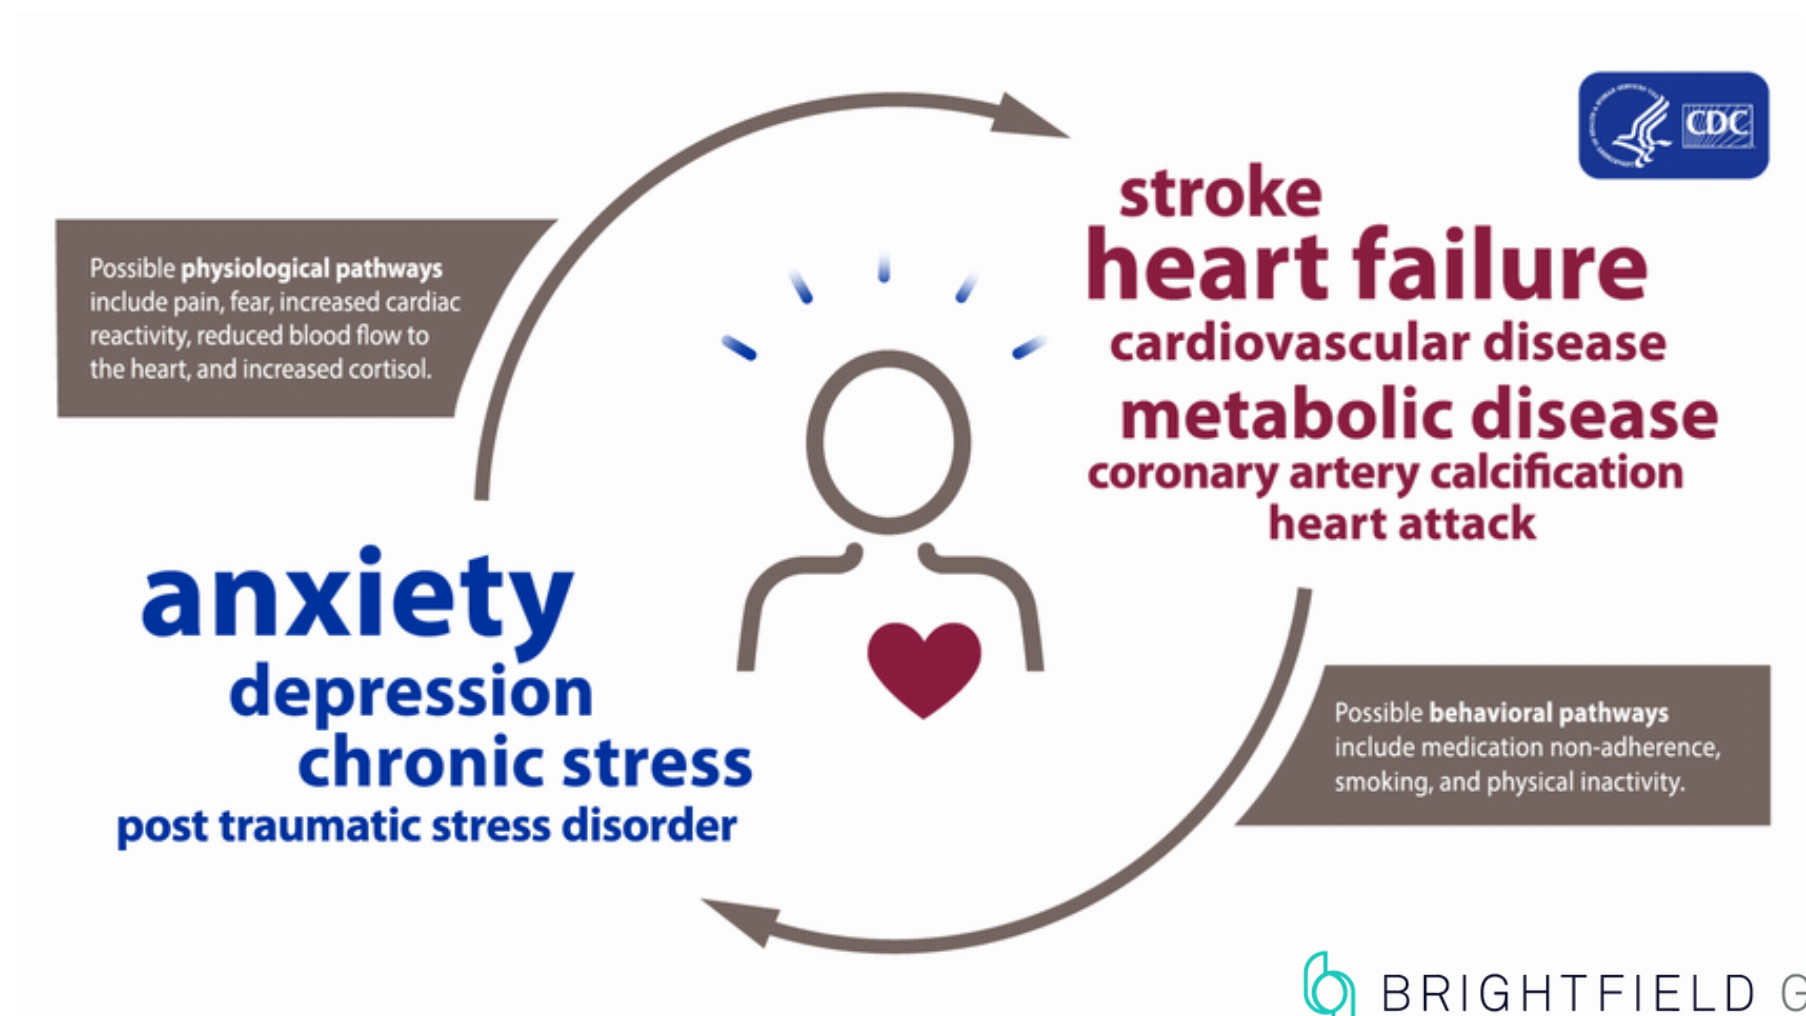 CDC
stroke
heart failure
cardiovascular disease
metabolic disease
coronary artery calcification
heart attack
Possible physiological pathways
include pain, fear, increased cardiac
reactivity, reduced blood flow to
the heart, and increased cortisol.
anxiety
depression
chronic stress
post traumatic stress disorder
Possible behavioral pathways
include medication non-adherence,
smoking, and physical inactivity.
BRIGHTFIELD G